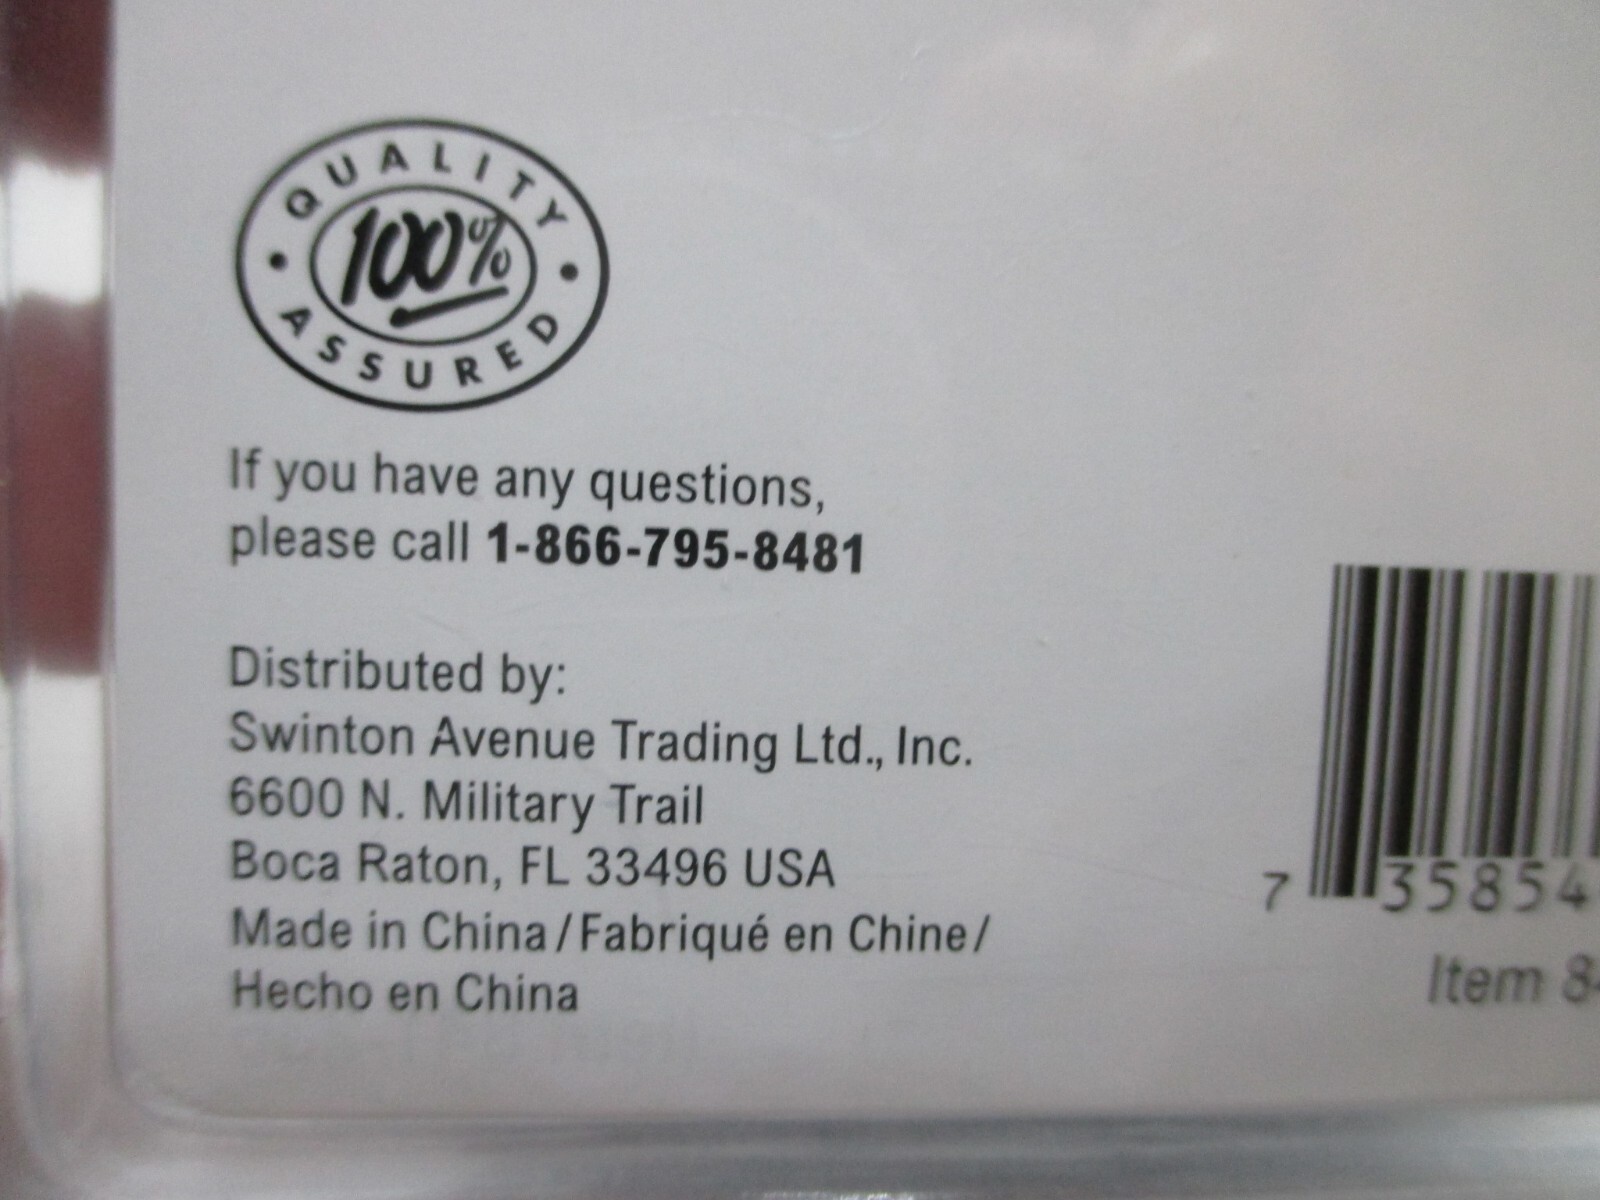 QUALITY
100%
ASSURED
If you have any questions,
please call 1-866-795-8481
Distributed by:
Swinton Avenue Trading Ltd., Inc.
6600 N. Military Trail
Boca Raton, FL 33496 USA
Made in China/Fabriqué en Chine/
Hecho en China
7 35854
Item 8